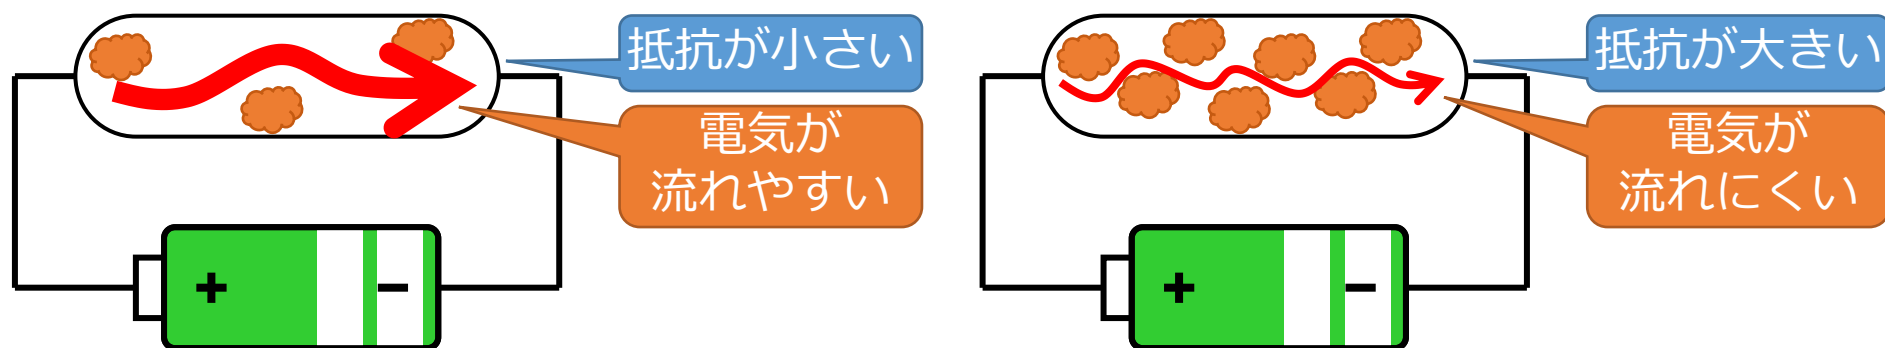 抵抗が小さい
電気が
流れやすい
+
−
抵抗が大きい
電気が
流れにくい
+
−